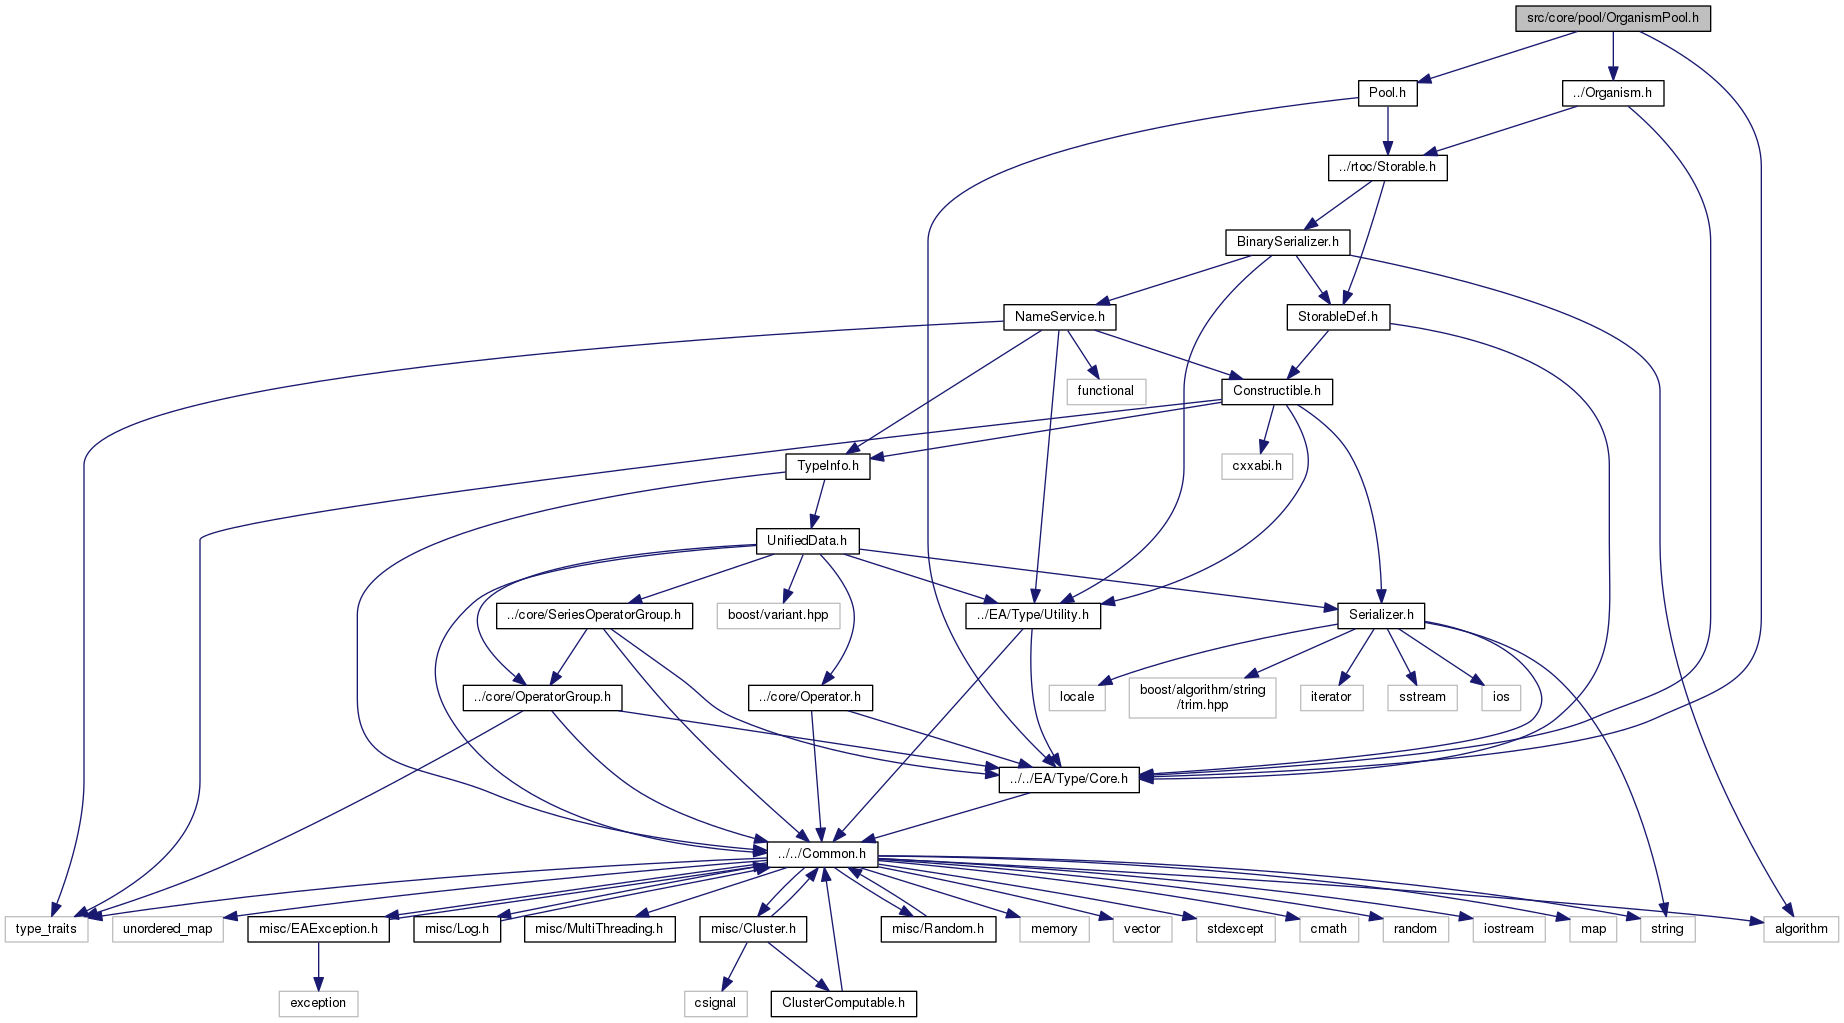 src/core/pool/OrganismPool.h
Pool.h
../Organism.h
../rtoc/Storable.h
BinarySerializer.h
NameService.h
StorableDef.h
functional
Constructible.h
TypeInfo.h
cxxabi.h
UnifiedData.h
../core/SeriesOperatorGroup.h
boost/variant.hpp
../EA/Type/Utility.h
Serializer.h
../core/OperatorGroup.h
../core/Operator.h
locale
boost/algorithm/string
/trim.hpp
iterator
sstream
ios
../../EA/Type/Core.h
../../Common.h
type_traits
unordered_map
misc/EAException.h
misc/Log.h
misc/MultiThreading.h
misc/Cluster.h
misc/Random.h
memory
vector
stdexcept
cmath
random
iostream
map
string
algorithm
exception
csignal
ClusterComputable.h